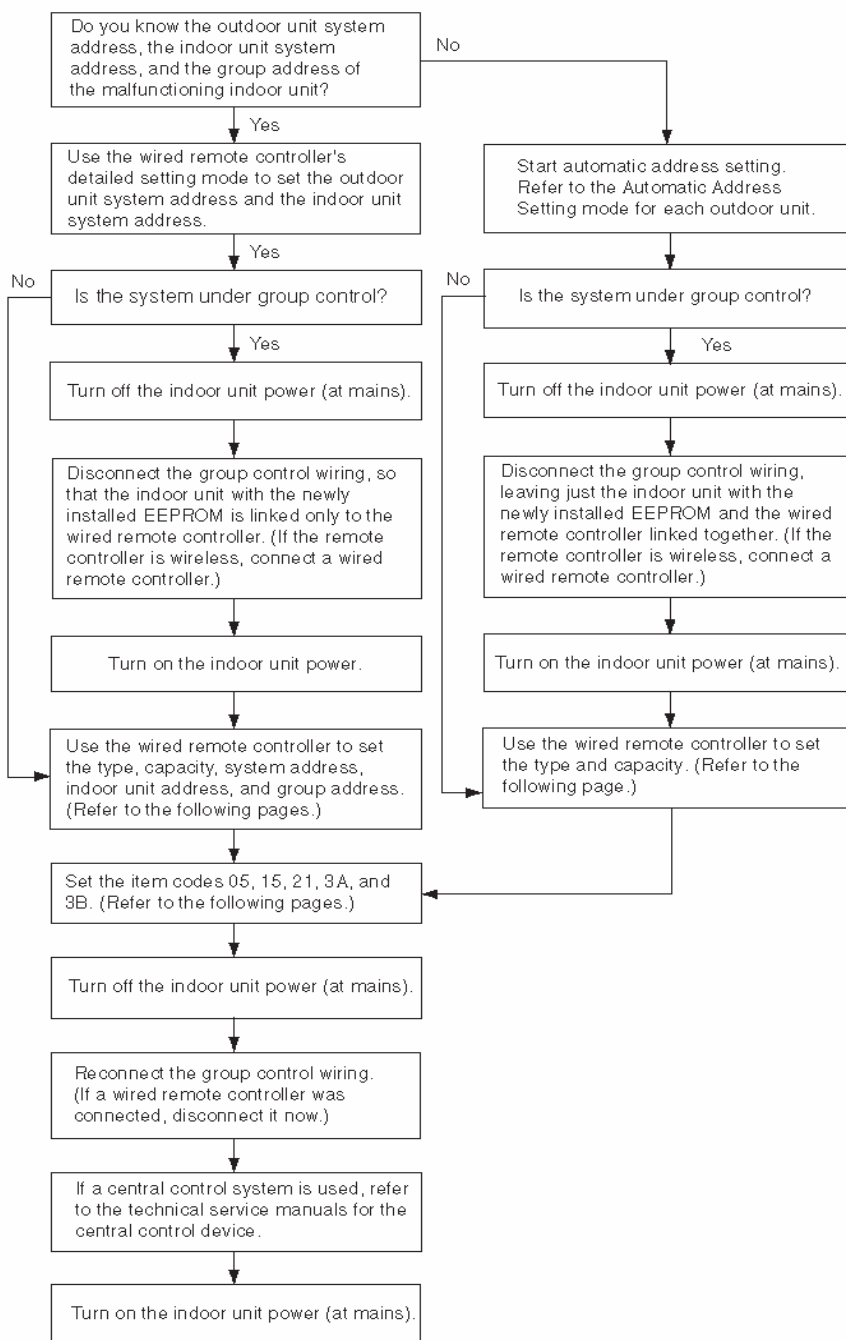 Do you know the outdoor unit system
address, the indoor unit system
address, and the group address of
the malfunctioning indoor unit?
No
Yes
Use the wired remote controller's
detailed setting mode to set the outdoor
unit system address and the indoor unit
system address.
Yes
No
Is the system under group control?
Yes
Turn off the indoor unit power (at mains).
Disconnect the group control wiring, so
that the indoor unit with the newly
installed EEPROM is linked only to the
wired remote controller. (If the remote
controller is wireless, connect a wired
remote controller.)
Turn on the indoor unit power.
Use the wired remote controller to set
the type, capacity, system address,
indoor unit address, and group address.
(Refer to the following pages.)
Start automatic address setting.
Refer to the Automatic Address
Setting mode for each outdoor unit.
No
Is the system under group control?
Yes
Turn off the indoor unit power (at mains).
Disconnect the group control wiring,
leaving just the indoor unit with the
newly installed EEPROM and the wired
remote controller linked together. (If the
remote controller is wireless, connect a
wired remote controller.)
Turn on the indoor unit power (at mains).
Use the wired remote controller to set
the type and capacity. (Refer to the
following page.)
Set the item codes 05, 15, 21, 3A, and
3B. (Refer to the following pages.)
Turn off the indoor unit power (at mains).
Reconnect the group control wiring.
(If a wired remote controller was
connected, disconnect it now.)
If a central control system is used, refer
to the technical service manuals for the
central control device.
Turn on the indoor unit power (at mains).